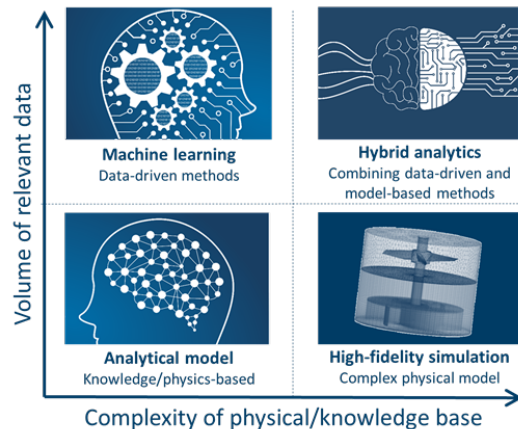 Volume of relevant data
Machine learning
Data-driven methods
Hybrid analytics
Combining data-driven and
model-based methods
Analytical model
Knowledge/physics-based
High-fidelity simulation
Complex physical model
Complexity of physical/knowledge base